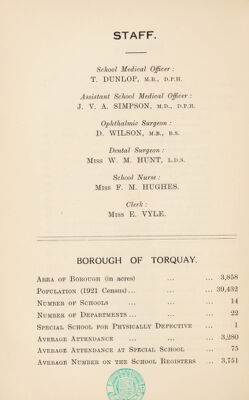 STAFF.
School Medical Officer :
T. DUNLOP, M.B., D.P.H.
Assistant School Medical Officer :
J. V. A. SIMPSON, M.D., D.P.H.
Ophthalmic Surgeon :
D. WILSON, M.B., B.S.
Dental Surgeon :
Miss W. M. HUNT, L.D.S.
School Nurse :
Miss F. M. HUGHES.
Clerk :
Miss E. VYLE.
BOROUGH OF TORQUAY.
Area of Borough (in acres) ... ... 3,858
Population (1921 Census) ... ... ... 39,432
Number of Schools ... ... 14
Number of Departments ... ... ... 22
Special School for Physically Defective ... 1
Average Attendance ... ... ... 3,280
Average Attendance at Special School ... 75
Average Number on the School Registers ... 3,751